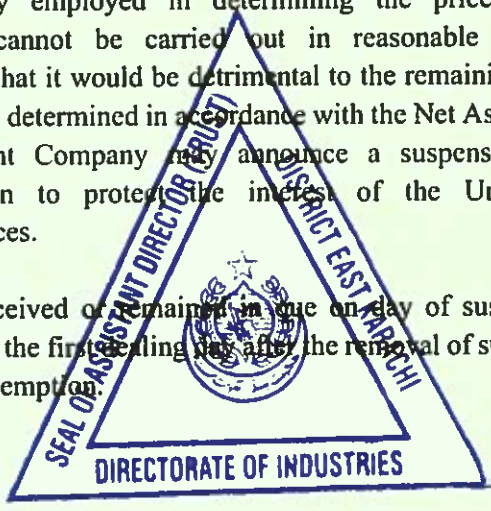 y employed in determining the price
cannot be carried out in reasonable
hat it would be detrimental to the remaini
determined in accordance with the Net As
nt Company may announce a suspens
n to protect the interest of the Un
ces.
ceived or remained in que on day of sus
the first dealing day after the removal of su
emption.
SEAL OF ASSISTANT DIRECTOR (TRUST)
DISTRICT EAST KARACHI
DIRECTORATE OF INDUSTRIES